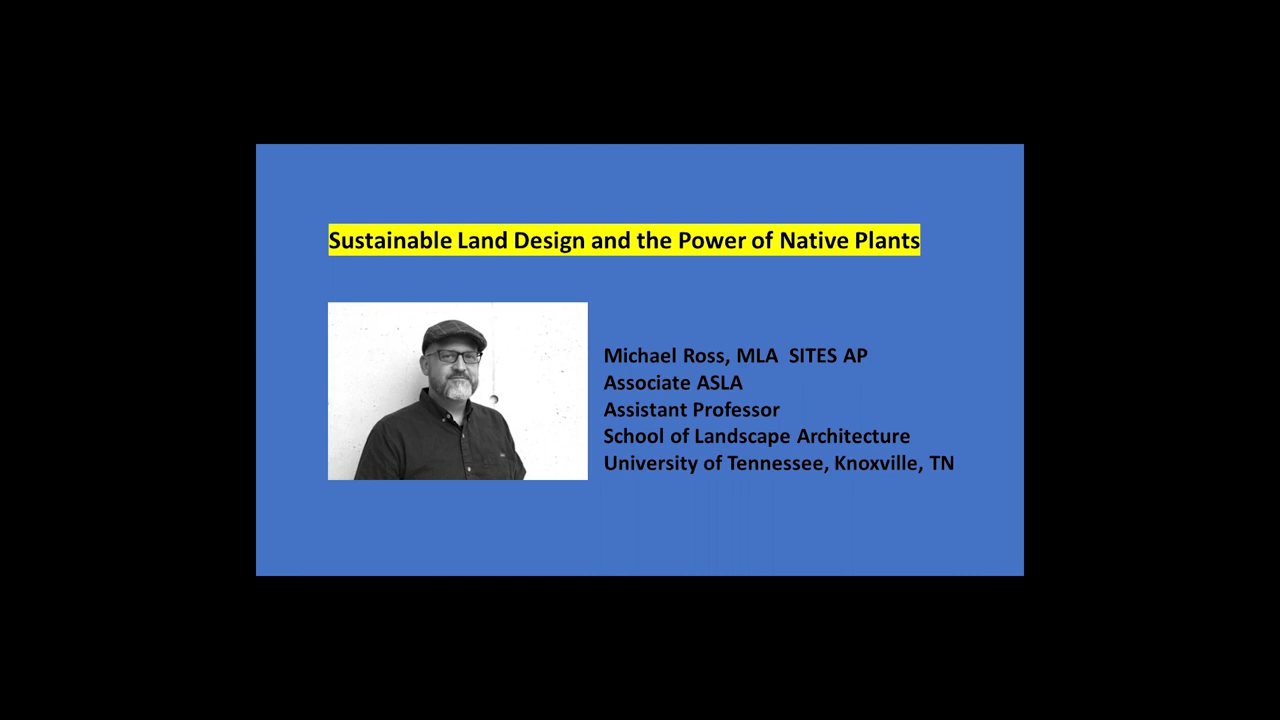 Sustainable Land Design and the Power of Native Plants
Michael Ross, MLA  SITES AP
Associate ASLA
Assistant Professor
School of Landscape Architecture
University of Tennessee, Knoxville, TN